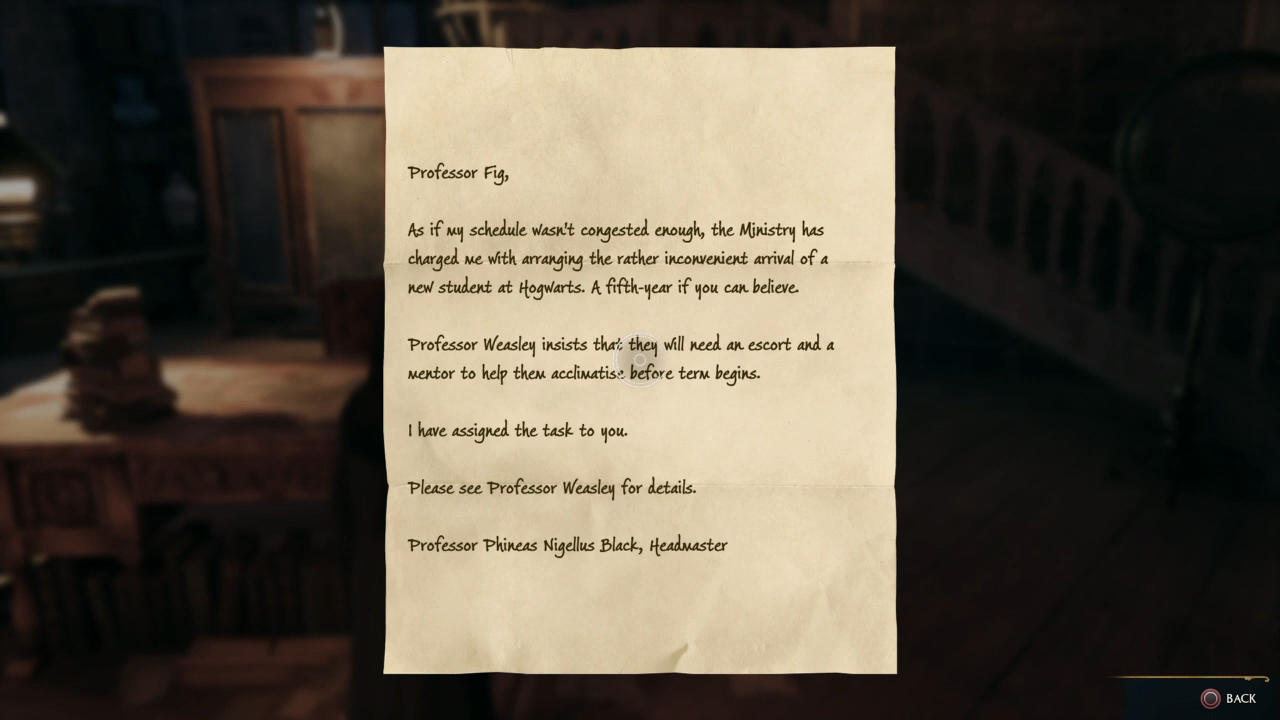 Professor Fig,
As if my schedule wasn't congested enough, the Ministry has
charged me with arranging the rather inconvenient arrival of a
new student at Hogwarts. A fifth-year if you can believe.
Professor Weasley insists that they will need an escort and a
mentor to help them acclimatise before term begins.
I have assigned the task to you.
Please see Professor Weasley for details.
Professor Phineas Nigellus Black, Headmaster
BACK